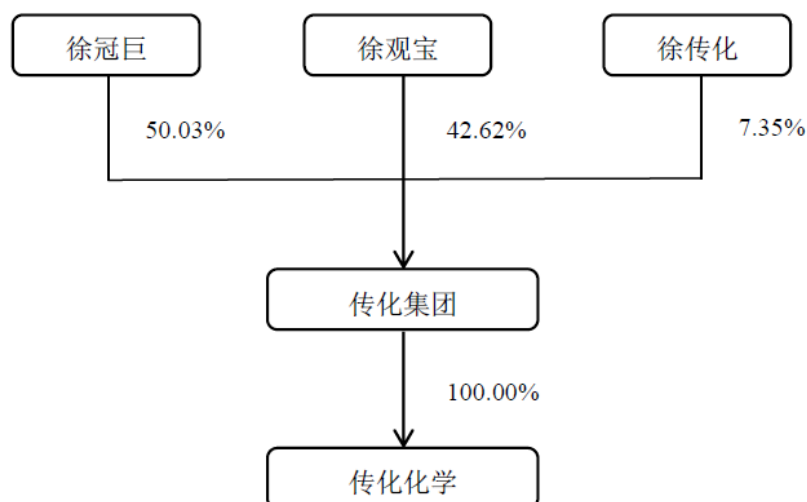 徐冠巨
徐观宝
徐传化
50.03%
42.62%
7.35%
传化集团
100.00%
传化化学